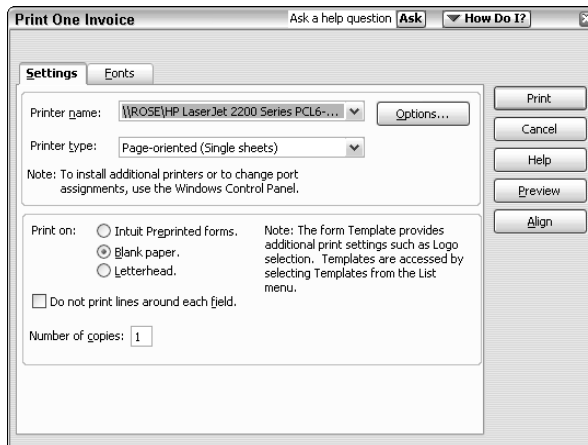 Print One Invoice
Ask a help question Ask
How Do I?
Settings
Fonts
Printer name: \\ROSE\HP LaserJet 2200 Series PCL6-...
Options...
Printer type: Page-oriented (Single sheets)
Note: To install additional printers or to change port
assignments, use the Windows Control Panel.
Print on:
Intuit Preprinted forms.
Blank paper.
Letterhead.
Note: The form Template provides
additional print settings such as Logo
selection. Templates are accessed by
selecting Templates from the List
menu.
Do not print lines around each field.
Number of copies: 1
Print
Cancel
Help
Preview
Align